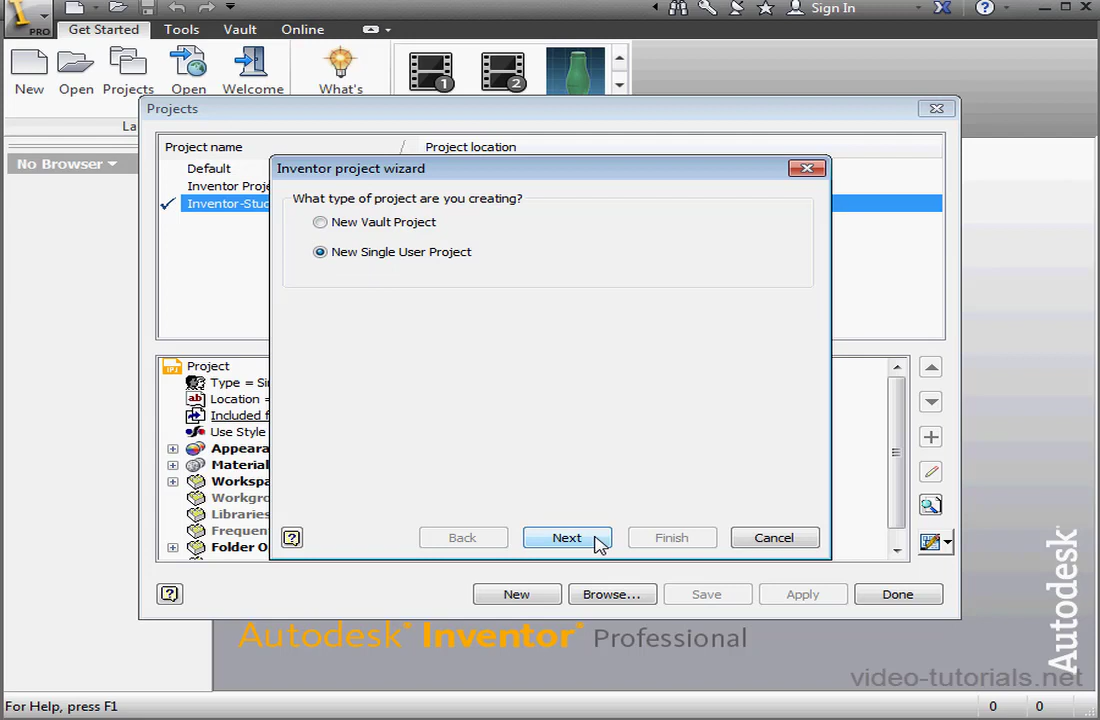 PRO
Sign In
Get Started
Tools
Vault
Online
New
Open
Projects
Open
Welcome
What's
1
2
La
No Browser
Projects
Project name
/
Project location
Default
Inventor Proje
Inventor-Stud
Inventor project wizard
What type of project are you creating?
New Vault Project
New Single User Project
Project
Type = Si
Location =
Included f
Use Style
Appeara
Material
Workspa
Workgro
Libraries
Frequen
Folder O
Back
Next
Finish
Cancel
New
Browse...
Save
Apply
Done
Autodesk® Inventor® Professional
Autodesk®
video-tutorials.net
For Help, press F1
0
0